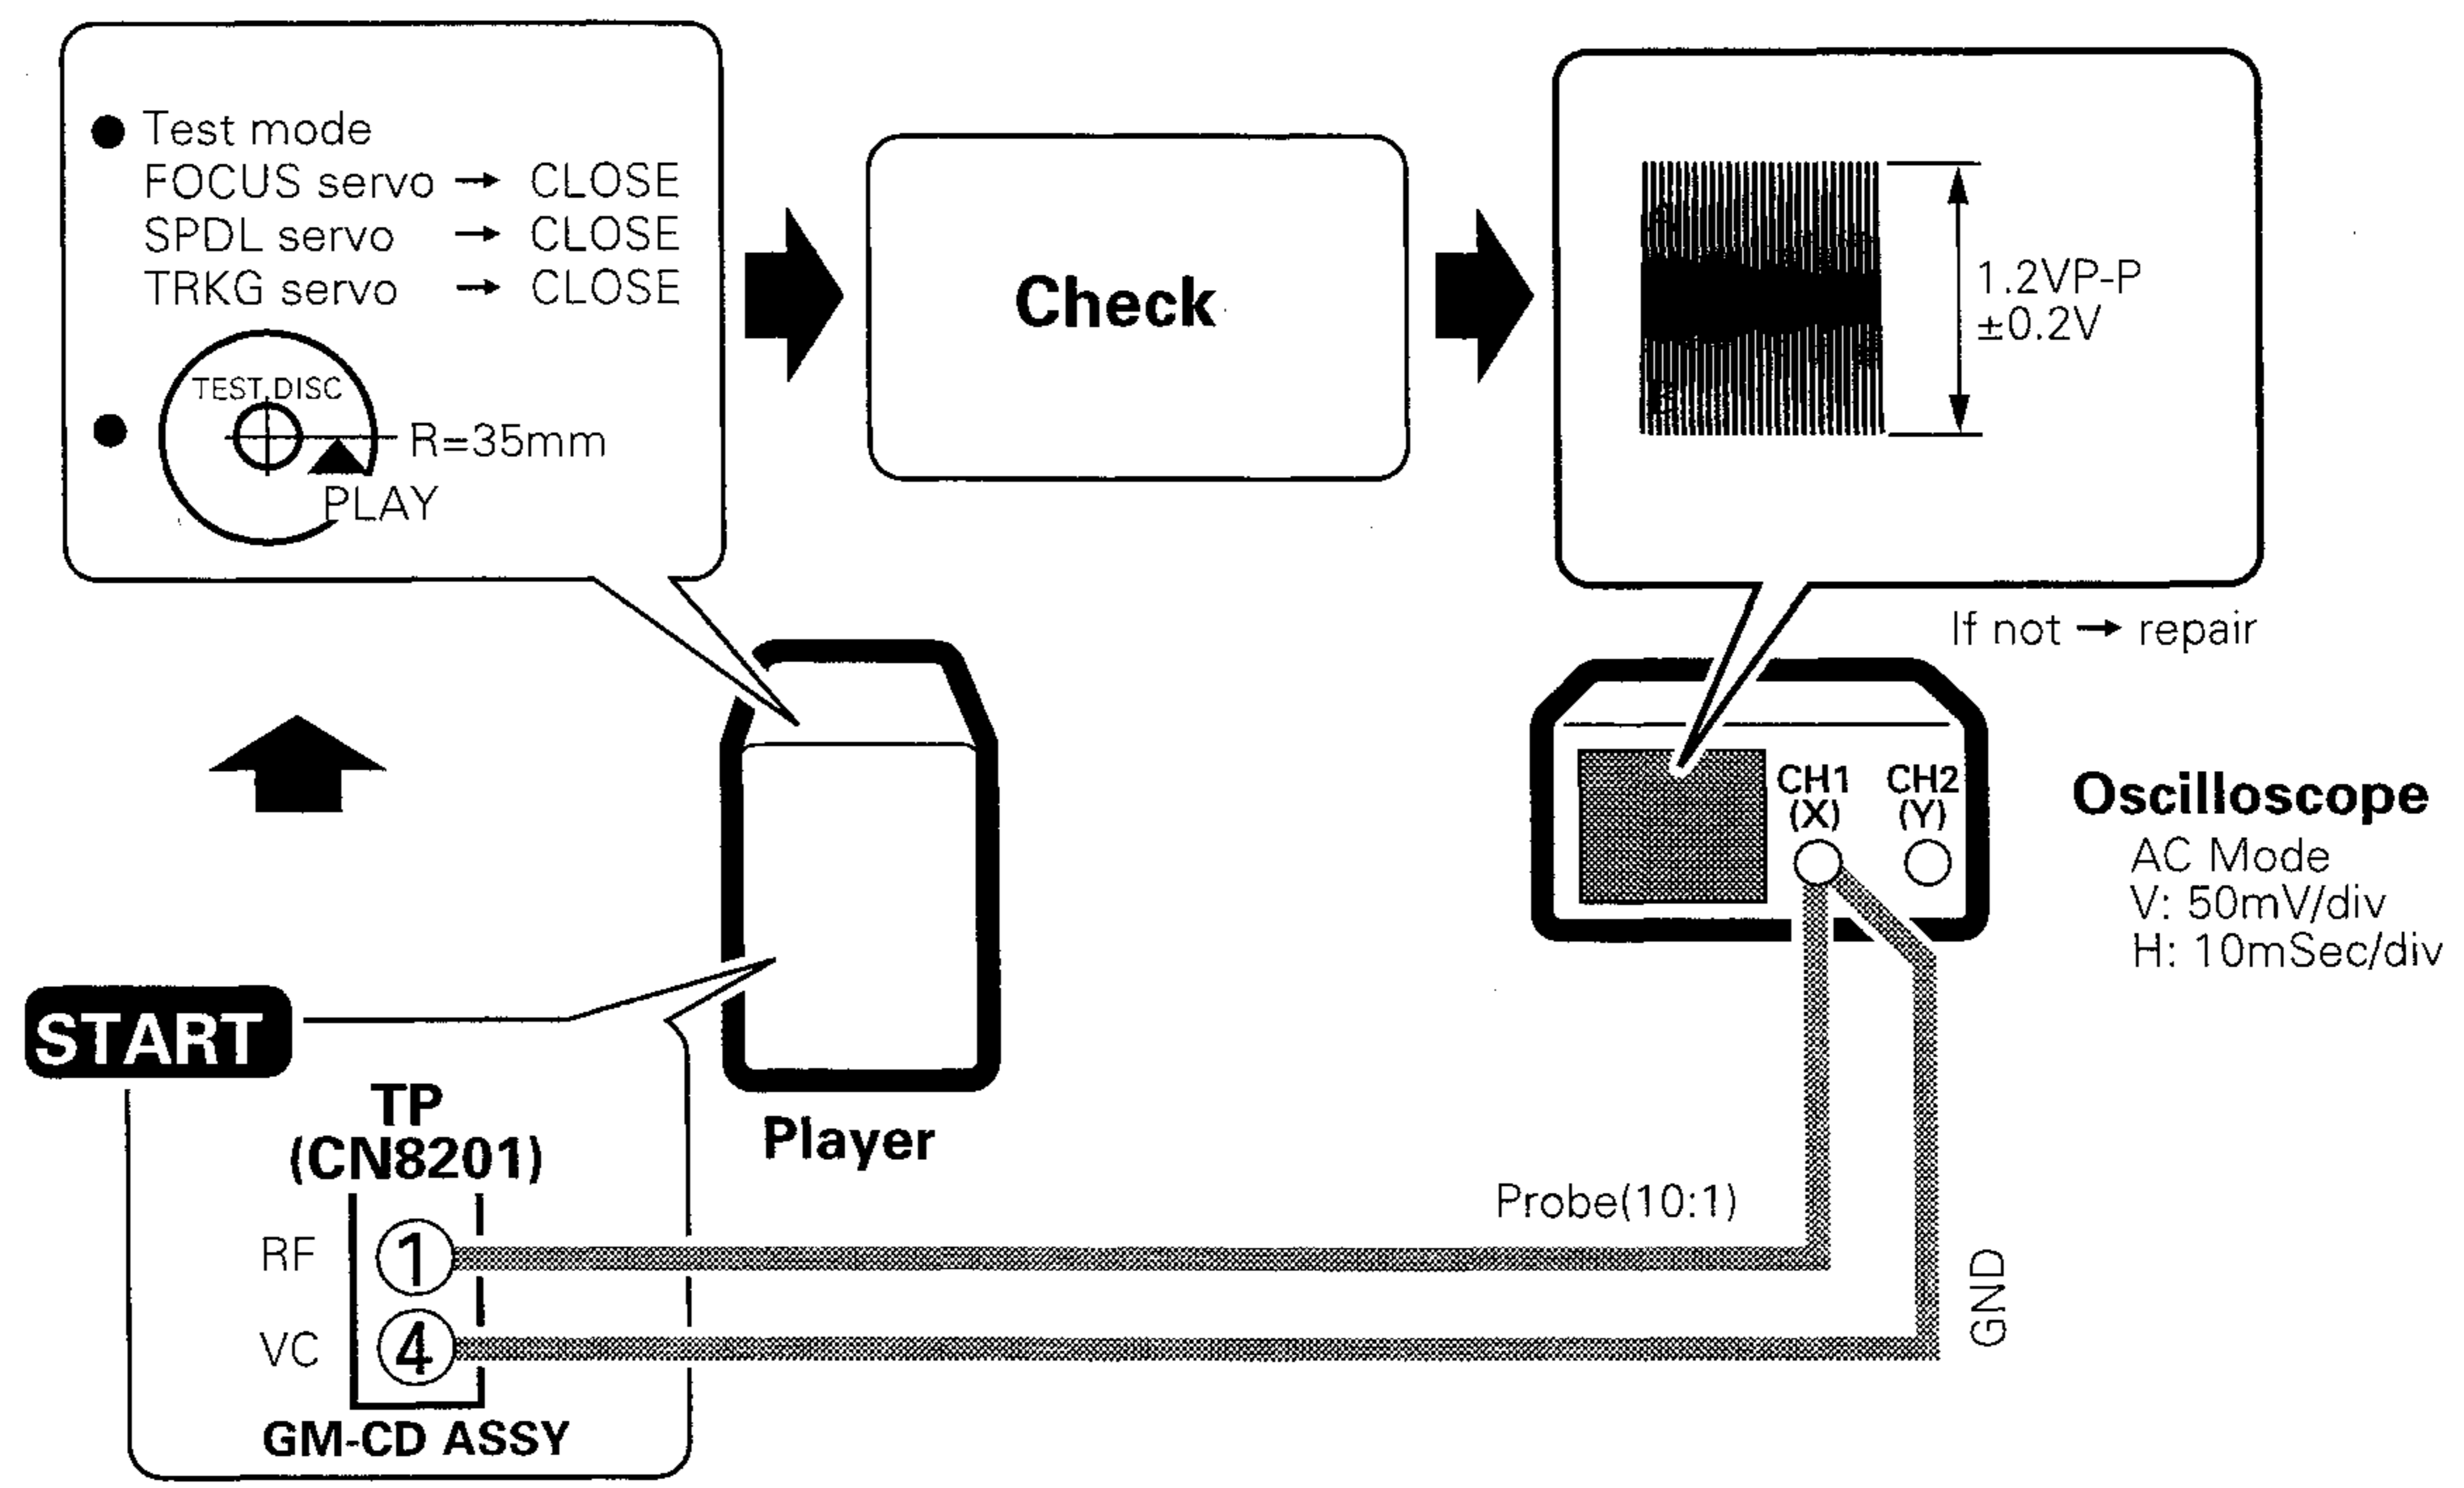 Test mode
FOCUS servo → CLOSE
SPDL servo → CLOSE
TRKG servo → CLOSE
TEST DISC
R=35mm
PLAY
Check
1.2VP-P
±0.2V
If not → repair
CH1
(X)
CH2
(Y)
Oscilloscope
AC Mode
V: 50mV/div
H: 10mSec/div
START
Player
TP
(CN8201)
RF
1
VC
4
GM-CD ASSY
Probe(10:1)
GND